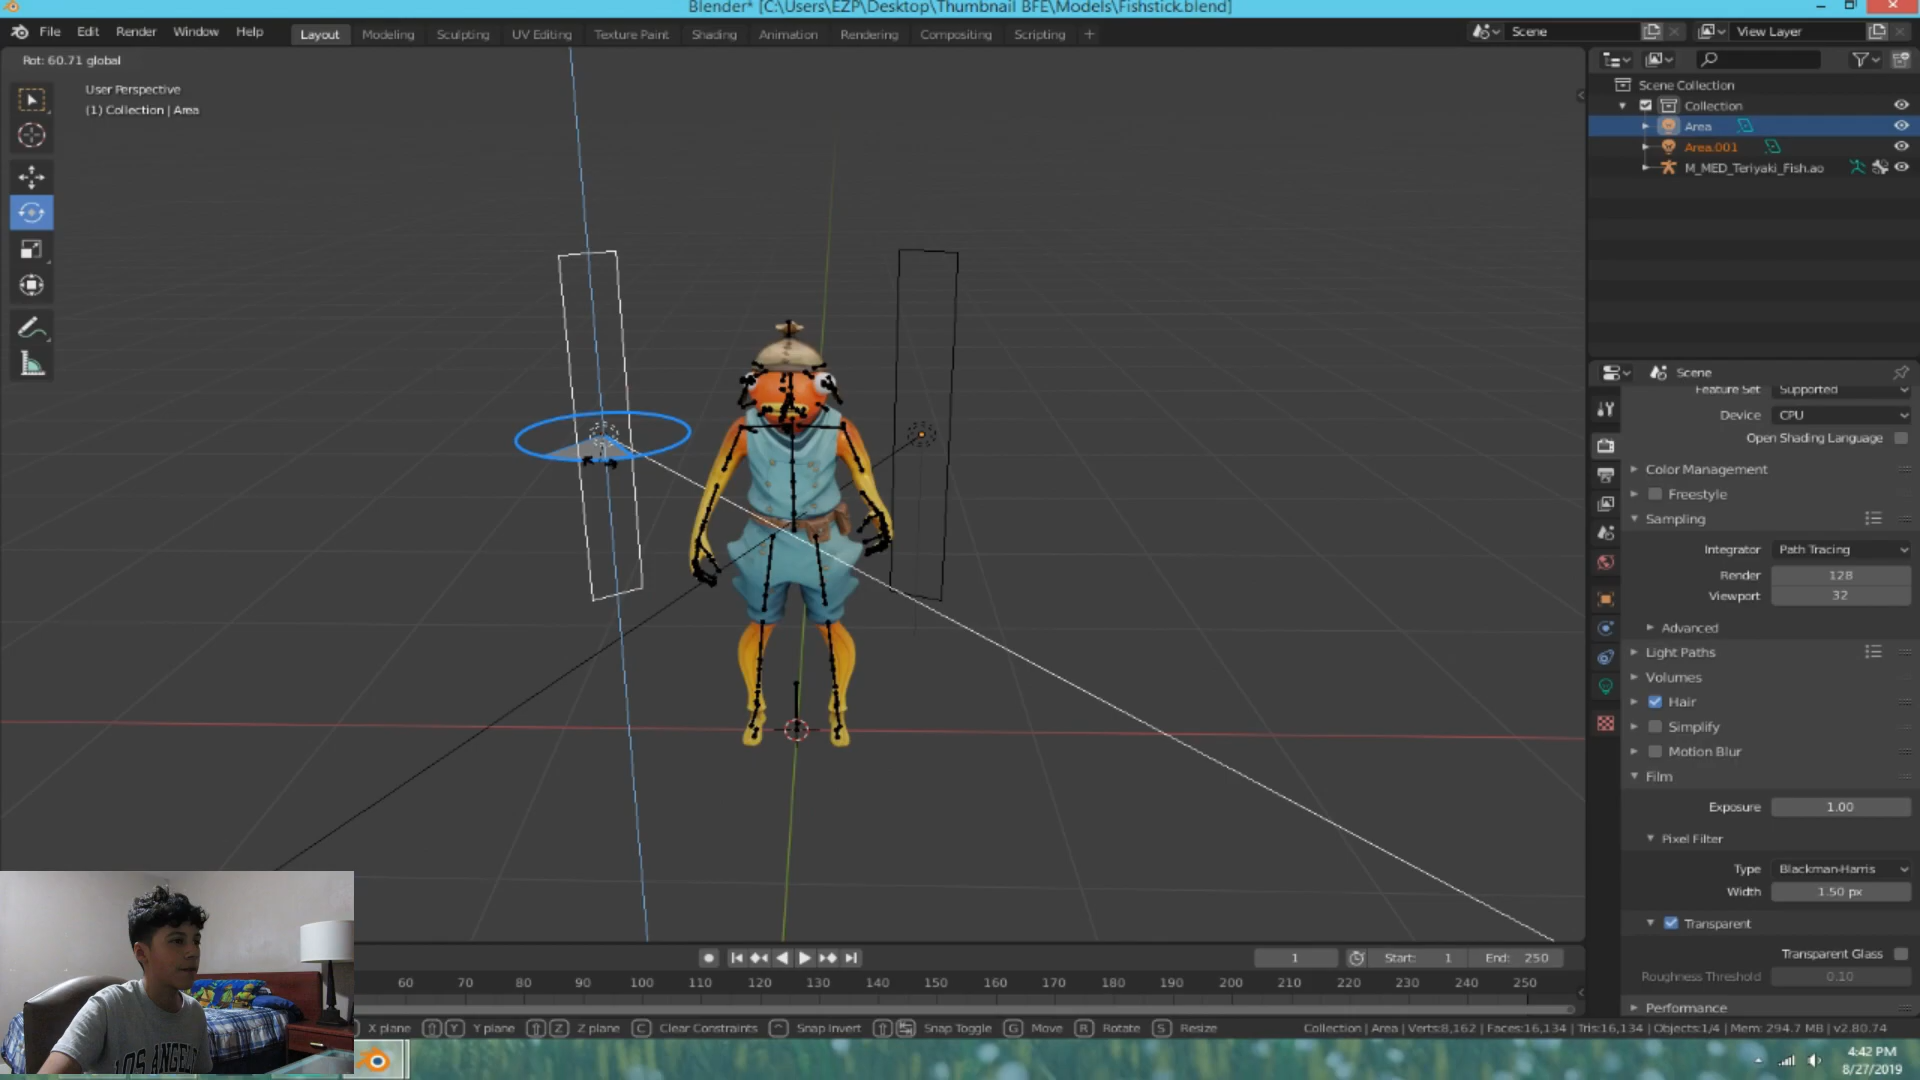 Blender* [C:\Users\EZP\Desktop\Thumbnail BFE\Models\Fishstick.blend]
File Edit Render Window Help Layout Modeling Sculpting UV Editing Texture Paint Shading Animation Rendering Compositing Scripting + Scene View Layer
Rot: 60.71 global
User Perspective
(1) Collection | Area
Scene Collection
Collection
Area
Area.001
M_MED_Teriyaki_Fish.ao
Scene
Feature Set Supported
Device CPU
Open Shading Language
Color Management
Freestyle
Sampling
Integrator Path Tracing
Render 128
Viewport 32
Advanced
Light Paths
Volumes
Hair
Simplify
Motion Blur
Film
Exposure 1.00
Pixel Filter
Type Blackman-Harris
Width 1.50 px
Transparent
Transparent Glass
Roughness Threshold 0.10
Performance
1 Start: 1 End: 250
60 70 80 90 100 110 120 130 140 150 160 170 180 190 200 210 220 230 240 250
X plane Y Y plane Z Z plane C Clear Constraints Snap Invert Snap Toggle G Move R Rotate S Resize Collection | Area | Verts:8,162 | Faces:16,134 | Tris:16,134 | Objects:1/4 | Mem: 294.7 MB | v2.80.74
LOS ANGELES
4:42 PM
8/27/2019